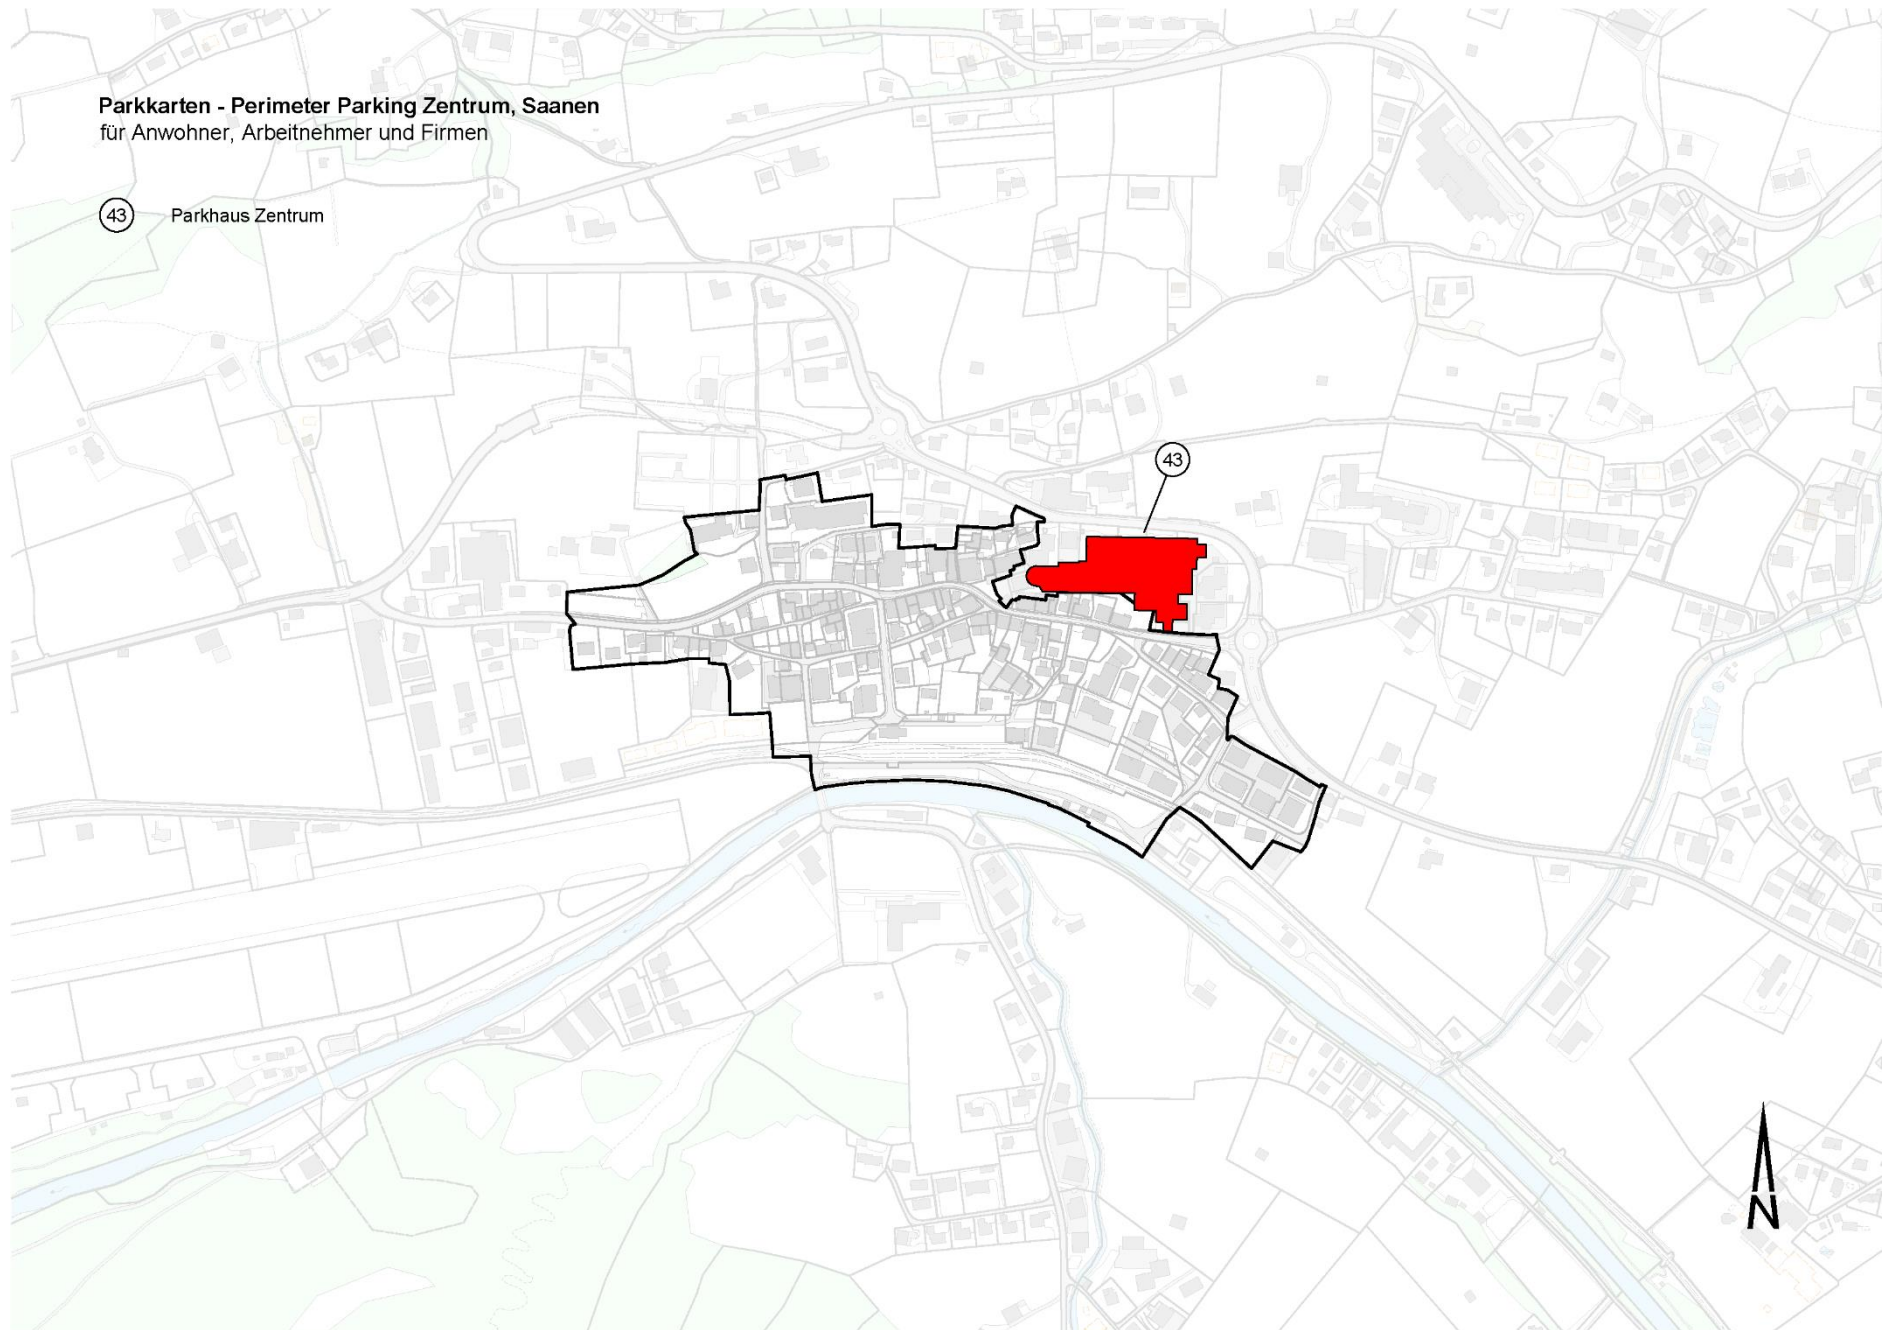 Parkkarten - Perimeter Parking Zentrum, Saanen
für Anwohner, Arbeitnehmer und Firmen
43 Parkhaus Zentrum
43
N